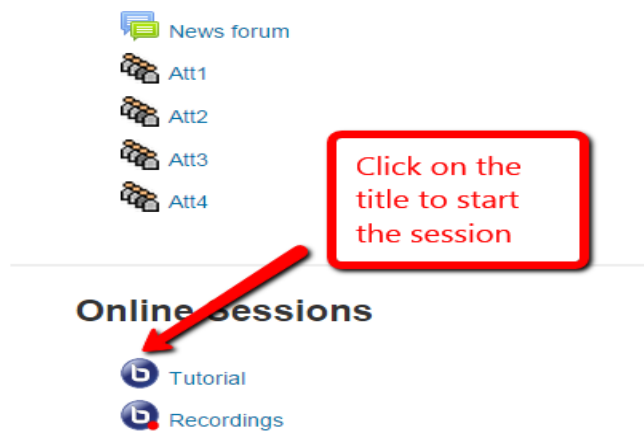 News forum
Att1
Att2
Att3
Att4
Click on the
title to start
the session
Online Sessions
Tutorial
Recordings